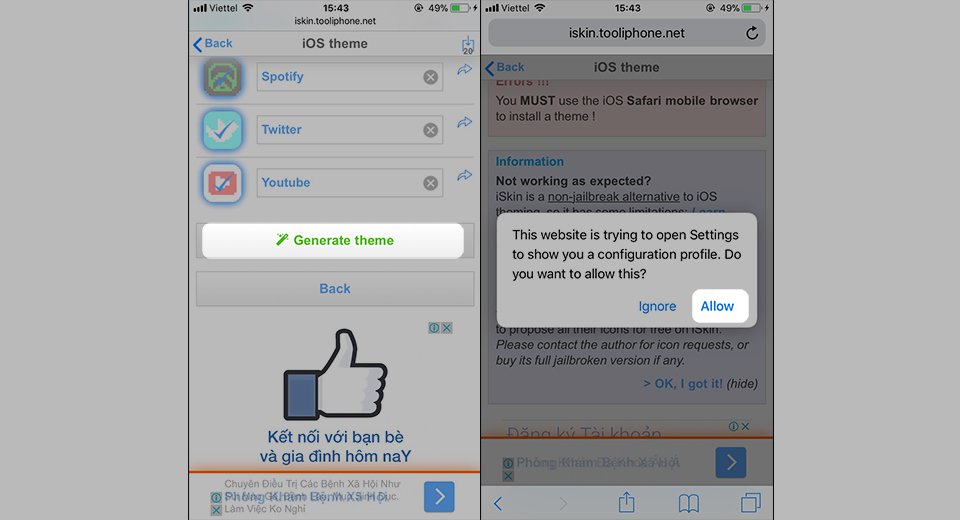 Viettel 15:43 49%
iskin.tooliphone.net
Back iOS theme 20
Spotify
Twitter
Youtube
Generate theme
Back
Kết nối với bạn bè
và gia đình hôm naY
Chuyên Điều Trị Các Bệnh Xã Hội Như
Phòng Khám Bệnh Xã Hội
Làm Việc Ko Nghỉ
Viettel 15:43 49%
iskin.tooliphone.net
Back iOS theme
Errors !!!
You MUST use the iOS Safari mobile browser
to install a theme !
Information
Not working as expected?
iSkin is a non-jailbreak alternative to iOS
theming, so it has some limitations:
This website is trying to open Settings
to show you a configuration profile. Do
you want to allow this?
Ignore Allow
to propose all their icons for free on iSkin.
Please contact the author for icon requests, or
buy its full jailbroken version if any.
> OK, I got it! (hide)
Đăng ký Tài khoản
Phòng Khám Bệnh Xã Hội